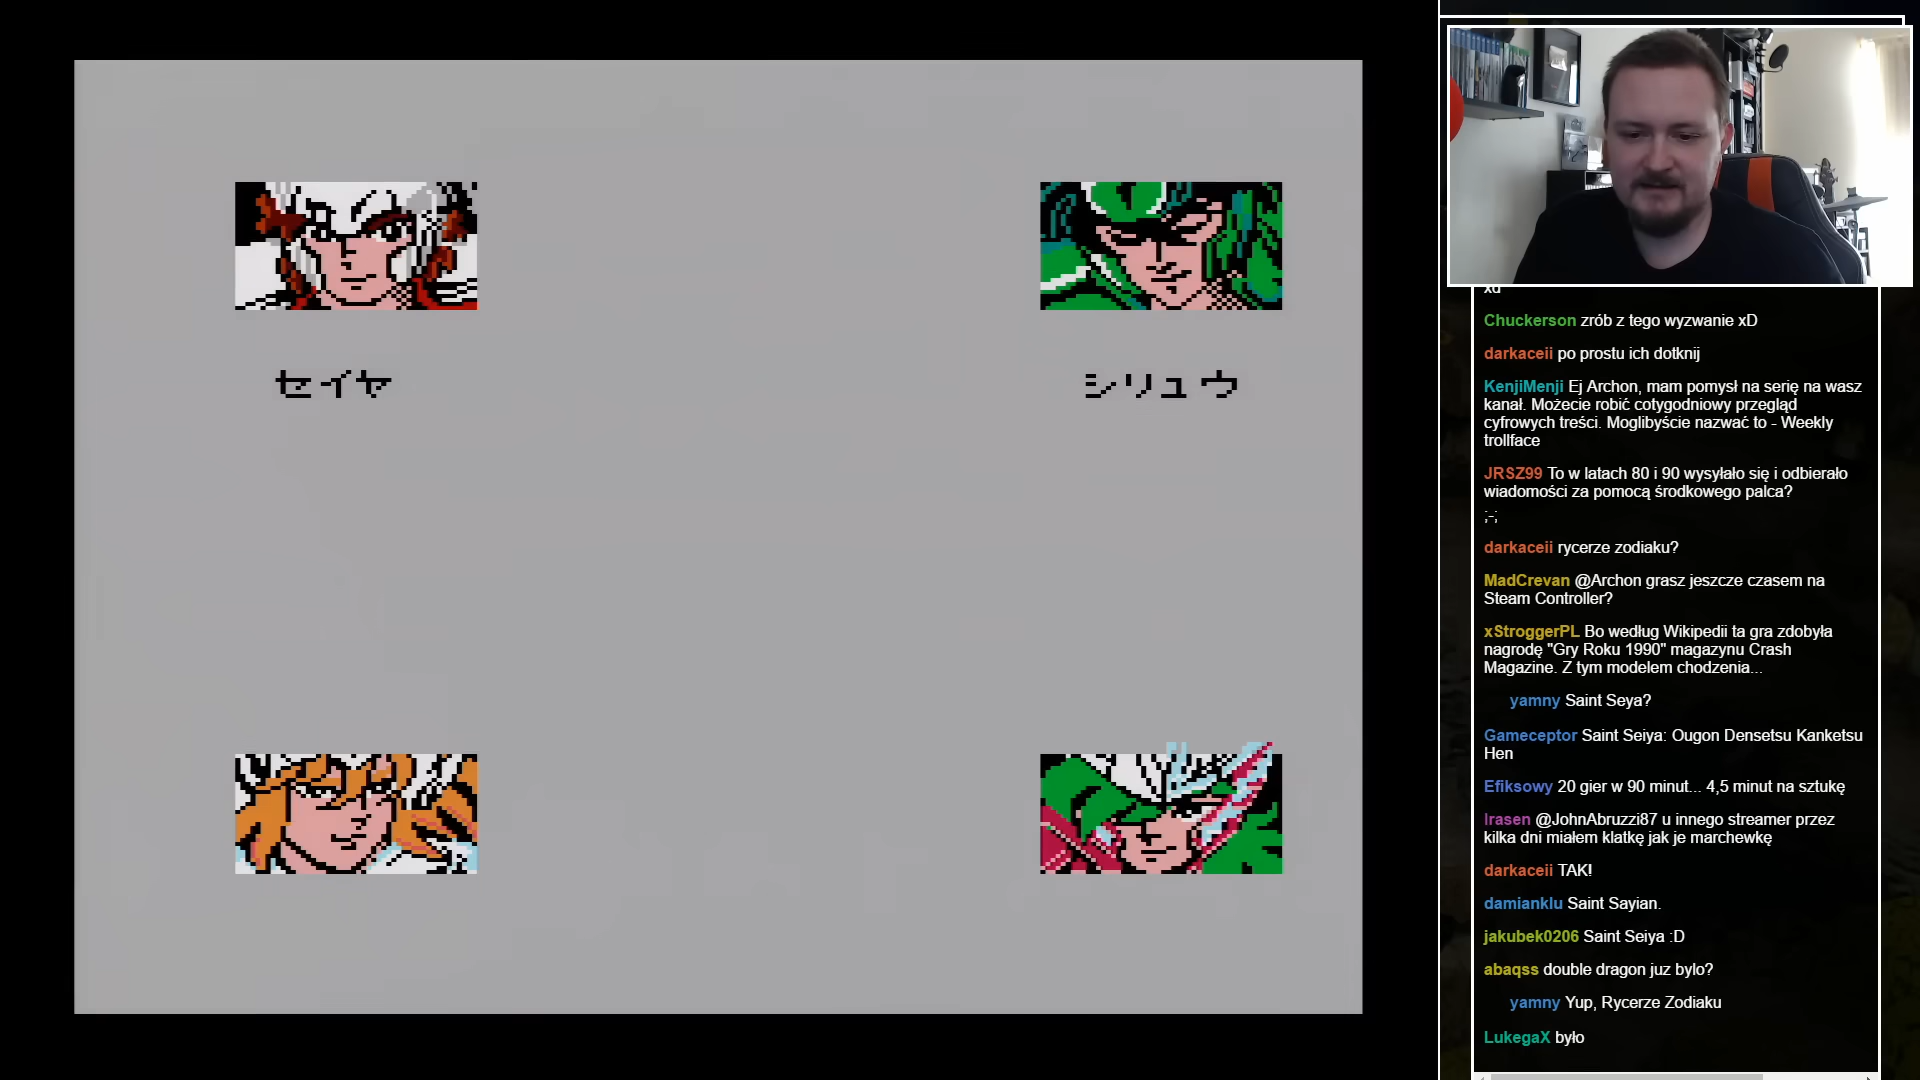 セイヤ
シリュウ
xd
Chuckerson zrób z tego wyzwanie xD
darkaceii po prostu ich dotknij
KenjiMenji Ej Archon, mam pomysł na serię na wasz
kanał. Możecie robić cotygodniowy przegląd
cyfrowych treści. Moglibyście nazwać to - Weekly
trollface
JRSZ99 To w latach 80 i 90 wysyłało się i odbierało
wiadomości za pomocą środkowego palca?
;-;
darkaceii rycerze zodiaku?
MadCrevan @Archon grasz jeszcze czasem na
Steam Controller?
xStroggerPL Bo według Wikipedii ta gra zdobyła
nagrodę "Gry Roku 1990" magazynu Crash
Magazine. Z tym modelem chodzenia...
yamny Saint Seya?
Gameceptor Saint Seiya: Ougon Densetsu Kanketsu
Hen
Efiksowy 20 gier w 90 minut... 4,5 minut na sztukę
Irasen @JohnAbruzzi87 u innego streamer przez
kilka dni miałem klatkę jak je marchewkę
darkaceii TAK!
damianklu Saint Sayian.
jakubek0206 Saint Seiya :D
abaqss double dragon juz bylo?
yamny Yup, Rycerze Zodiaku
LukegaX było